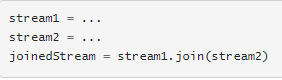 stream1 = ...
stream2 = ...
joinedStream = stream1.join(stream2)